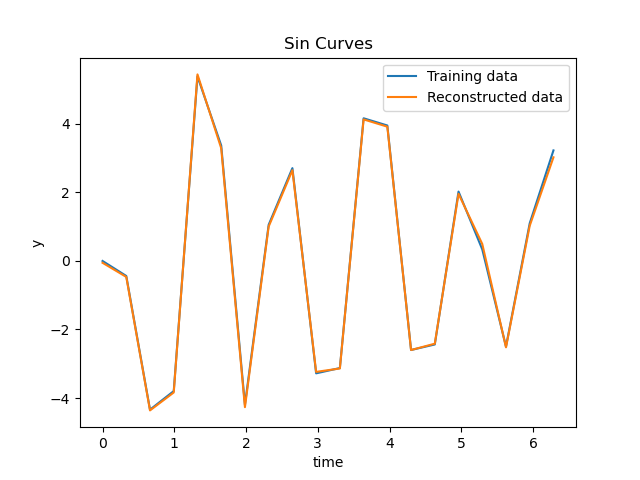 Sin Curves
Training data
Reconstructed data
y
4
2
0
−2
−4
0 1 2 3 4 5 6
time